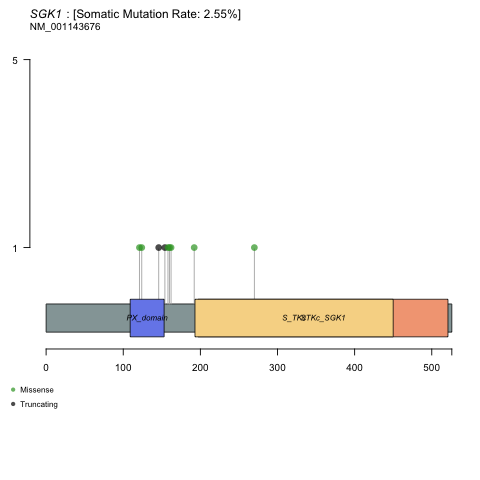 SGK1 : [Somatic Mutation Rate: 2.55%]
NM_001143676
5
1
PX_domain
STKc_SGK1
0 100 200 300 400 500
Missense
Truncating